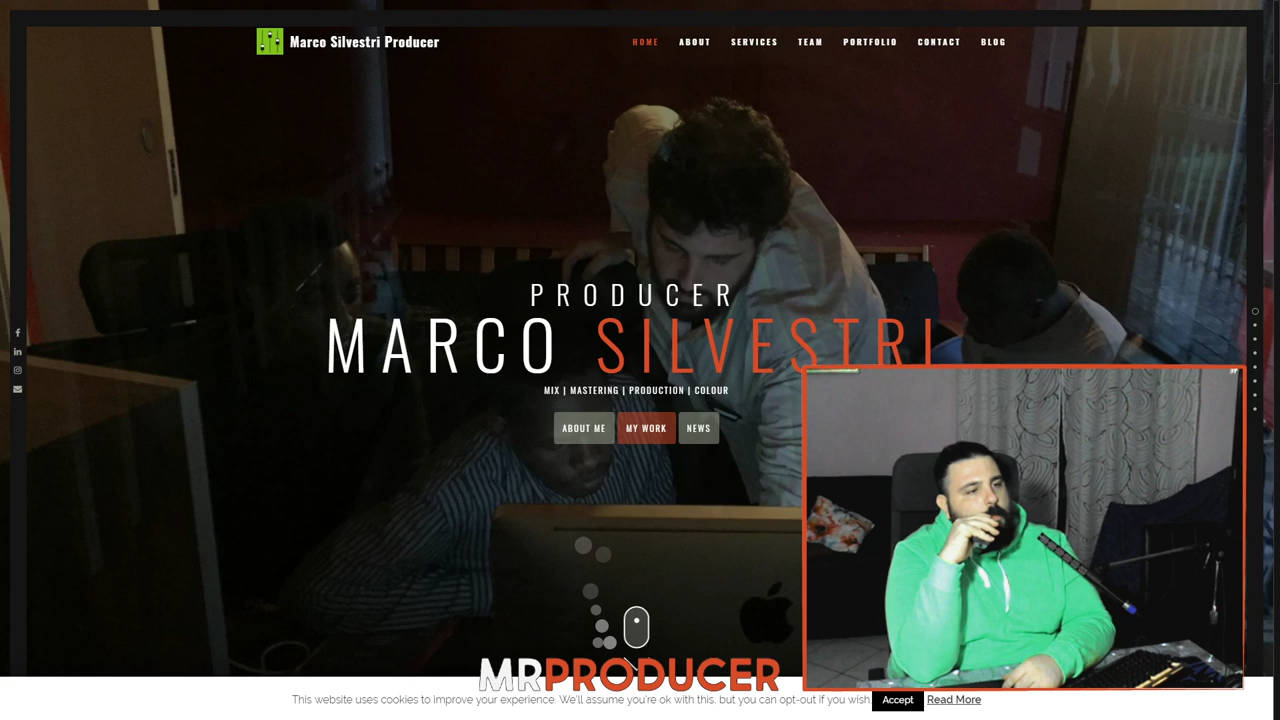 Marco Silvestri Producer
HOME ABOUT SERVICES TEAM PORTFOLIO CONTACT BLOG
PRODUCER
MARCO SILVESTRI
MIX | MASTERING | PRODUCTION | COLOUR
ABOUT ME MY WORK NEWS
MRPRODUCER
This website uses cookies to improve your experience. We'll assume you're ok with this, but you can opt-out if you wish. Accept Read More